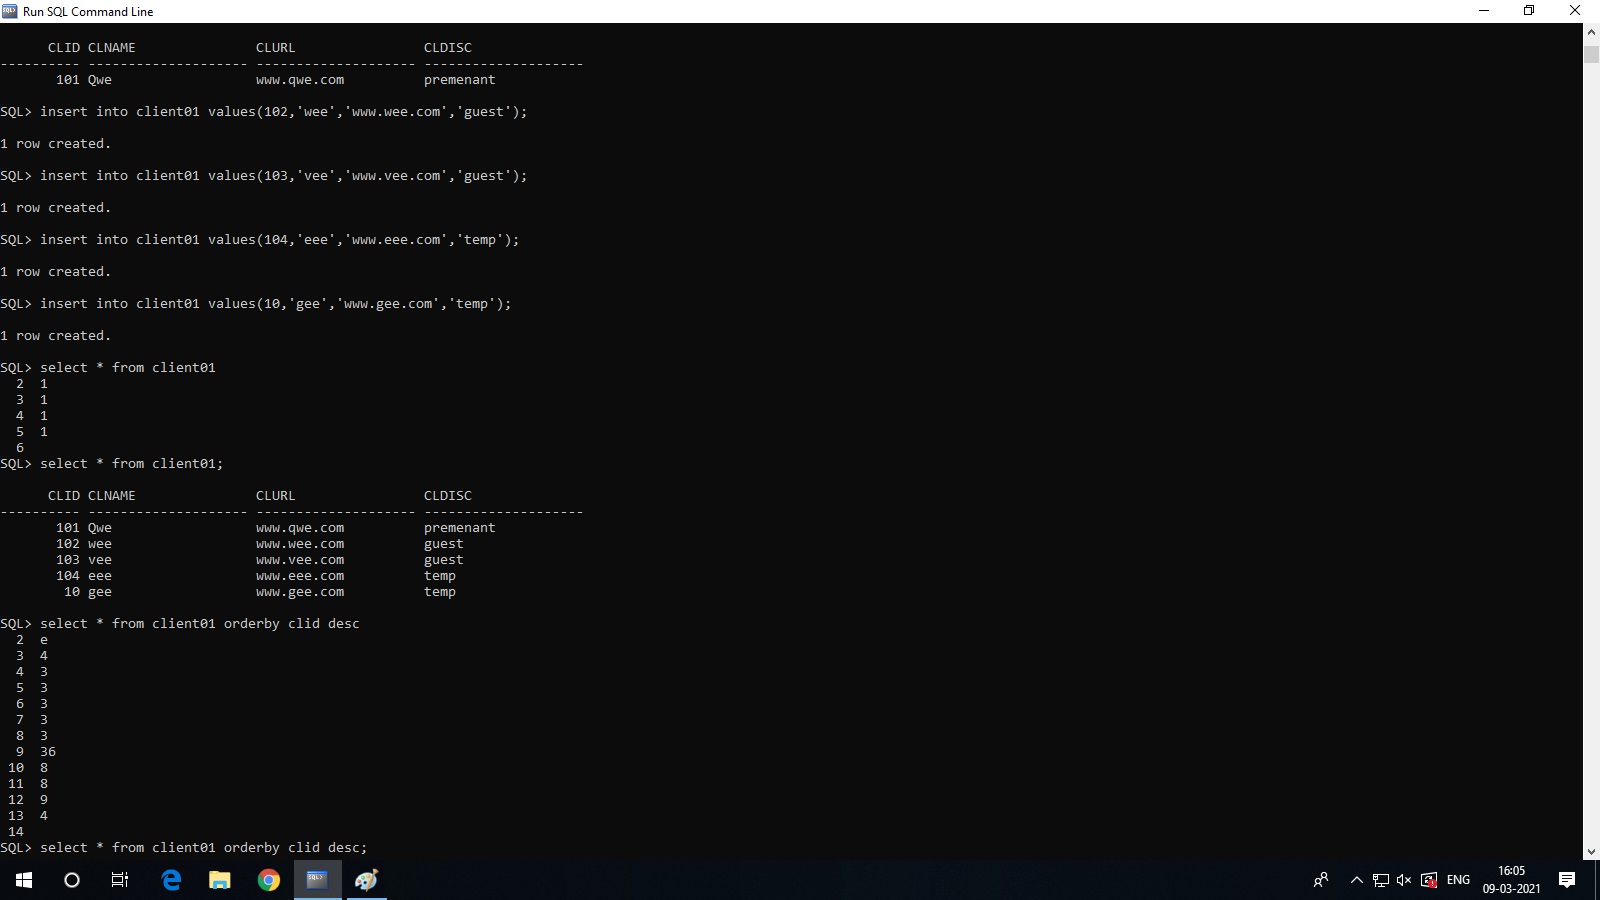 Run SQL Command Line
CLID CLNAME CLURL CLDISC
---------- -------------------- -------------------- --------------------
101 Qwe www.qwe.com premenant
SQL> insert into client01 values(102,'wee','www.wee.com','guest');
1 row created.
SQL> insert into client01 values(103,'vee','www.vee.com','guest');
1 row created.
SQL> insert into client01 values(104,'eee','www.eee.com','temp');
1 row created.
SQL> insert into client01 values(10,'gee','www.gee.com','temp');
1 row created.
SQL> select * from client01
2 1
3 1
4 1
5 1
6
SQL> select * from client01;
CLID CLNAME CLURL CLDISC
---------- -------------------- -------------------- --------------------
101 Qwe www.qwe.com premenant
102 wee www.wee.com guest
103 vee www.vee.com guest
104 eee www.eee.com temp
10 gee www.gee.com temp
SQL> select * from client01 orderby clid desc
2 e
3 4
4 3
5 3
6 3
7 3
8 3
9 36
10 8
11 8
12 9
13 4
14
SQL> select * from client01 orderby clid desc;
ENG
16:05
09-03-2021